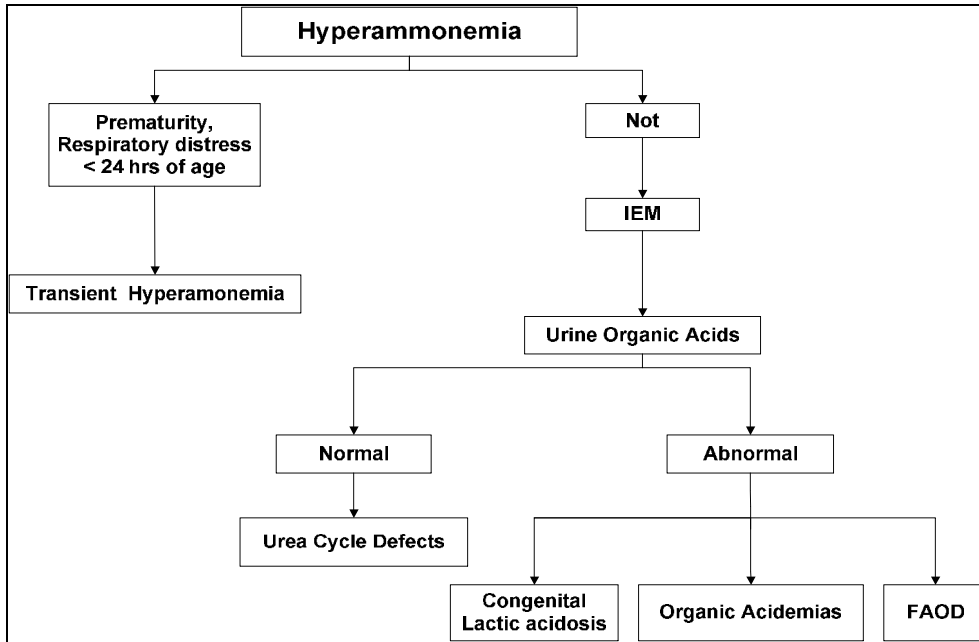 Hyperammonemia
Prematurity,
Respiratory distress
< 24 hrs of age
Not
IEM
Transient Hyperamonemia
Urine Organic Acids
Normal
Abnormal
Urea Cycle Defects
Congenital
Lactic acidosis
Organic Acidemias
FAOD